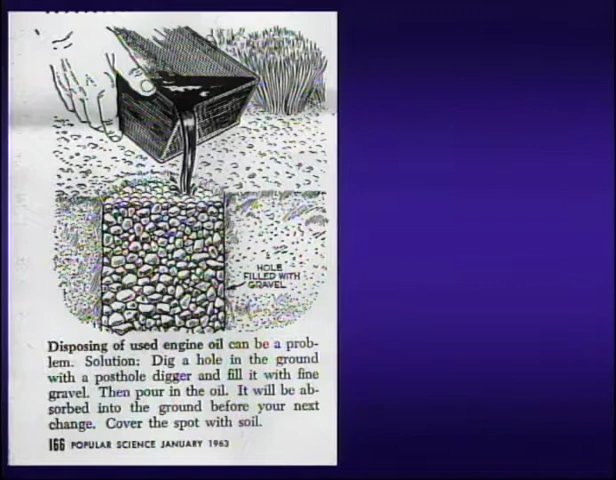 HOLE
FILLED WITH
GRAVEL
Disposing of used engine oil can be a prob-
lem. Solution: Dig a hole in the ground
with a posthole digger and fill it with fine
gravel. Then pour in the oil. It will be ab-
sorbed into the ground before your next
change. Cover the spot with soil.
166 POPULAR SCIENCE JANUARY 1963